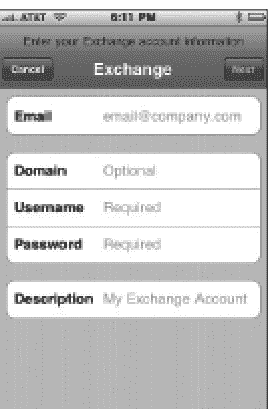 AT&T 6:11 PM
Enter your Exchange account information
Cancel Exchange Next
Email email@company.com
Domain Optional
Username Required
Password Required
Description My Exchange Account